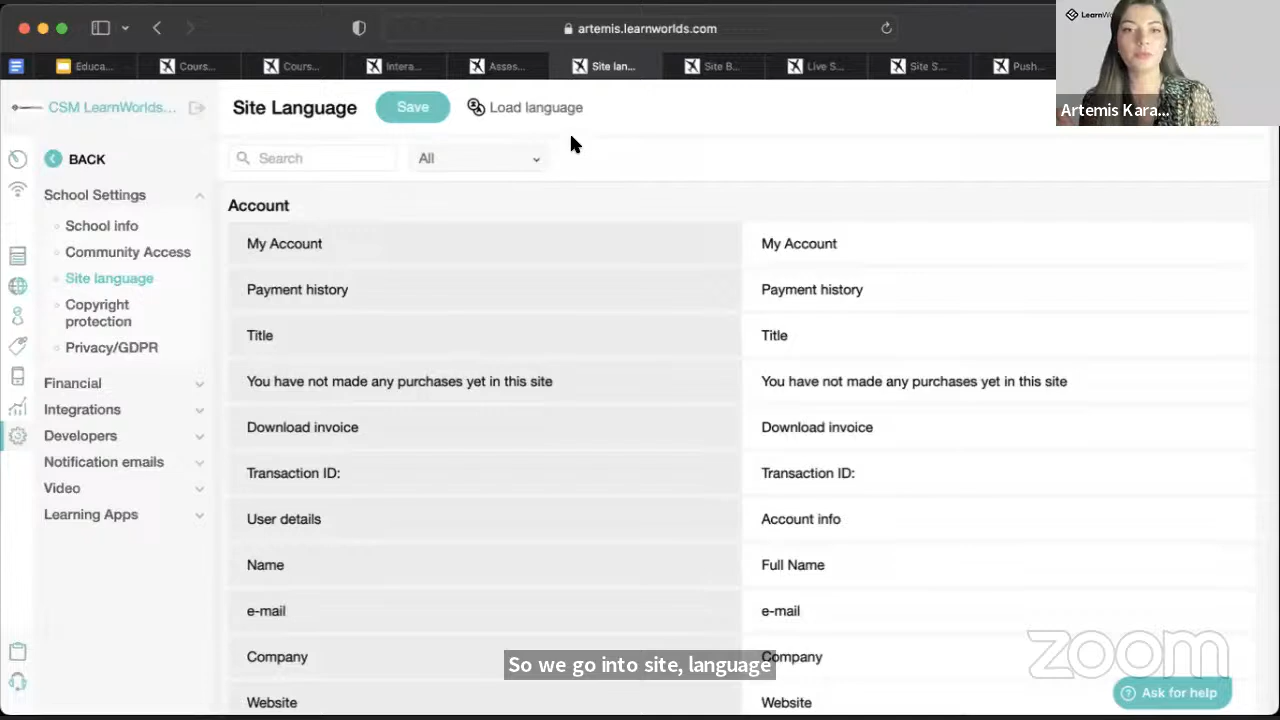 artemis.learnworlds.com
Educa...
Cours...
Cours...
Intera...
Asses...
Site lan...
Site B...
Live S...
Site S...
Push...
Artemis Kara...
CSM LearnWorlds...
Site Language
Save
Load language
BACK
Search
All
School Settings
School info
Community Access
Site language
Copyright
protection
Privacy/GDPR
Financial
Integrations
Developers
Notification emails
Video
Learning Apps
Account
My Account
My Account
Payment history
Payment history
Title
Title
You have not made any purchases yet in this site
You have not made any purchases yet in this site
Download invoice
Download invoice
Transaction ID:
Transaction ID:
User details
Account info
Name
Full Name
e-mail
e-mail
Company
Company
Website
Website
So we go into site, language
zoom
Ask for help